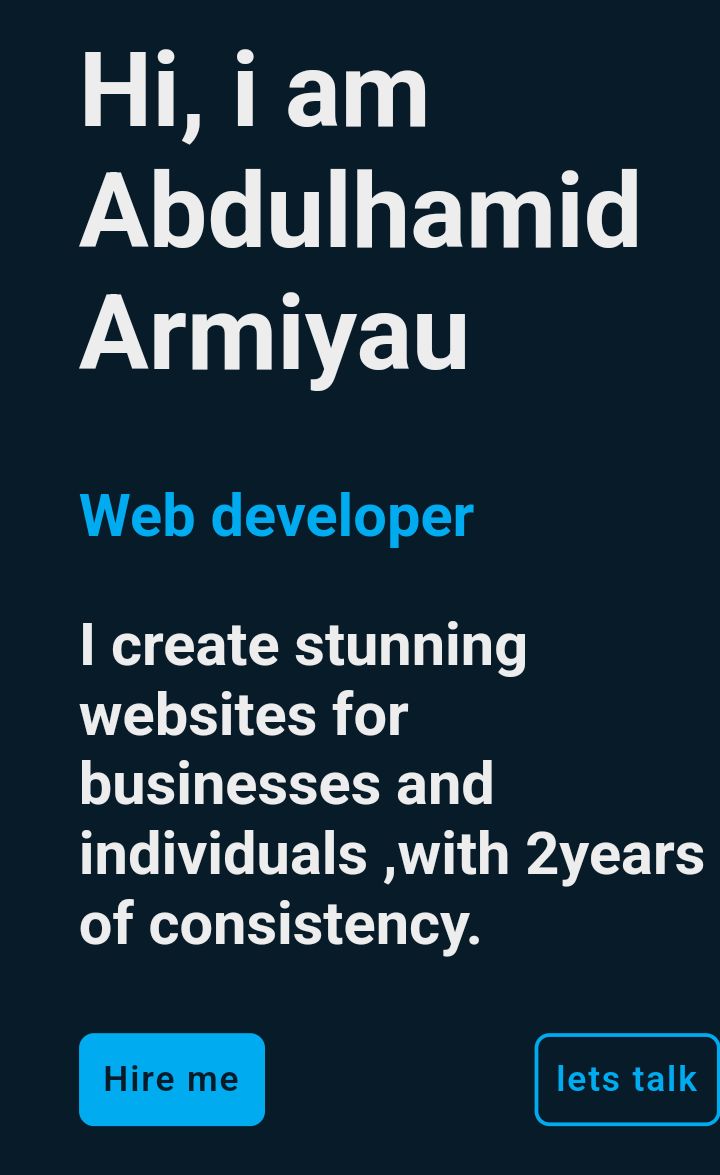 Hi, i am
Abdulhamid
Armiyau
Web developer
I create stunning
websites for
businesses and
individuals ,with 2years
of consistency.
Hire me
lets talk